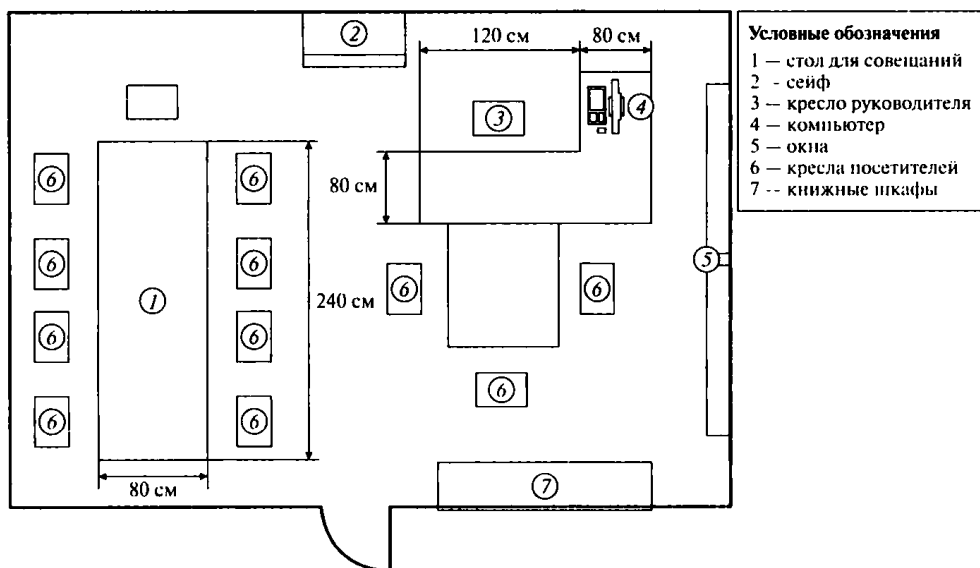 120 см
80 см
2
3
4
80 см
6
6
6
6
6
6
6
6
1
240 см
6
6
6
5
80 см
7
Условные обозначения
1 — стол для совещаний
2 - сейф
3 — кресло руководителя
4 — компьютер
5 — окна
6 — кресла посетителей
7 -- книжные шкафы